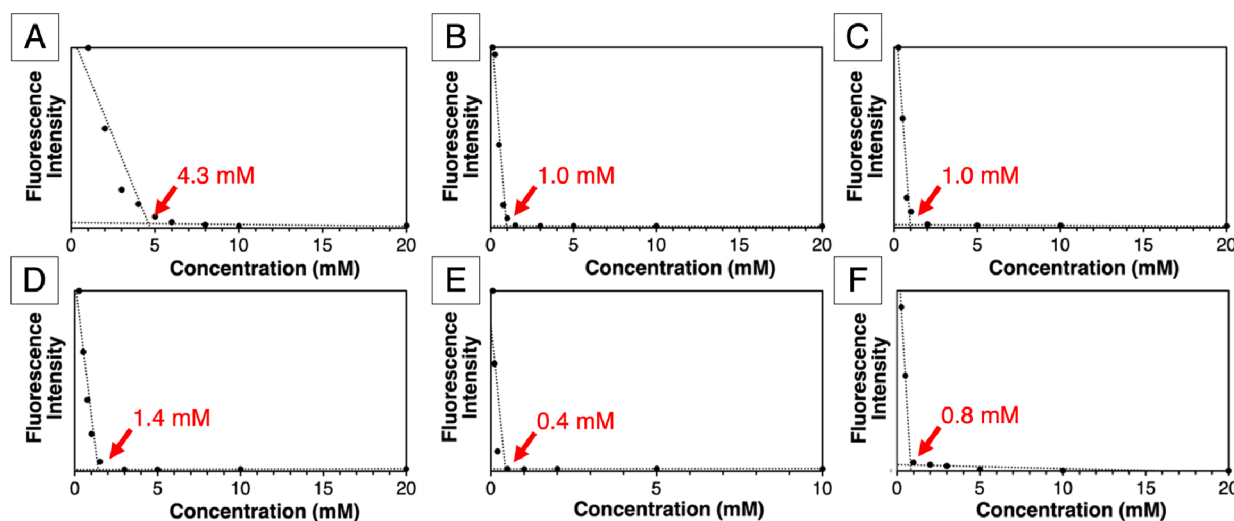 A
Fluorescence
Intensity
4.3 mM
0 5 10 15 20
Concentration (mM)
B
Fluorescence
Intensity
1.0 mM
0 5 10 15 20
Concentration (mM)
C
Fluorescence
Intensity
1.0 mM
0 5 10 15 20
Concentration (mM)
D
Fluorescence
Intensity
1.4 mM
0 5 10 15 20
Concentration (mM)
E
Fluorescence
Intensity
0.4 mM
0 5 10
Concentration (mM)
F
Fluorescence
Intensity
0.8 mM
0 5 10 15 20
Concentration (mM)